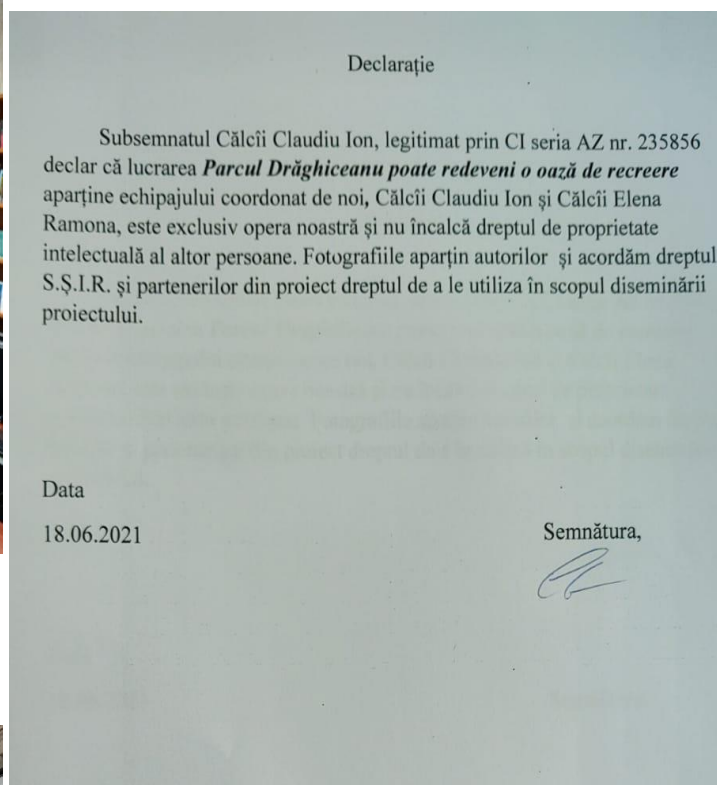 Declarație
Subsemnatul Călcîi Claudiu Ion, legitimat prin CI seria AZ nr. 235856
declar că lucrarea Parcul Drăghiceanu poate redeveni o oază de recreere
aparține echipajului coordonat de noi, Călcîi Claudiu Ion și Călcîi Elena
Ramona, este exclusiv opera noastră și nu încalcă dreptul de proprietate
intelectuală al altor persoane. Fotografiile aparțin autorilor și acordăm dreptul
S.Ș.I.R. și partenerilor din proiect dreptul de a le utiliza în scopul diseminării
proiectului.
Data
18.06.2021
Semnătura,